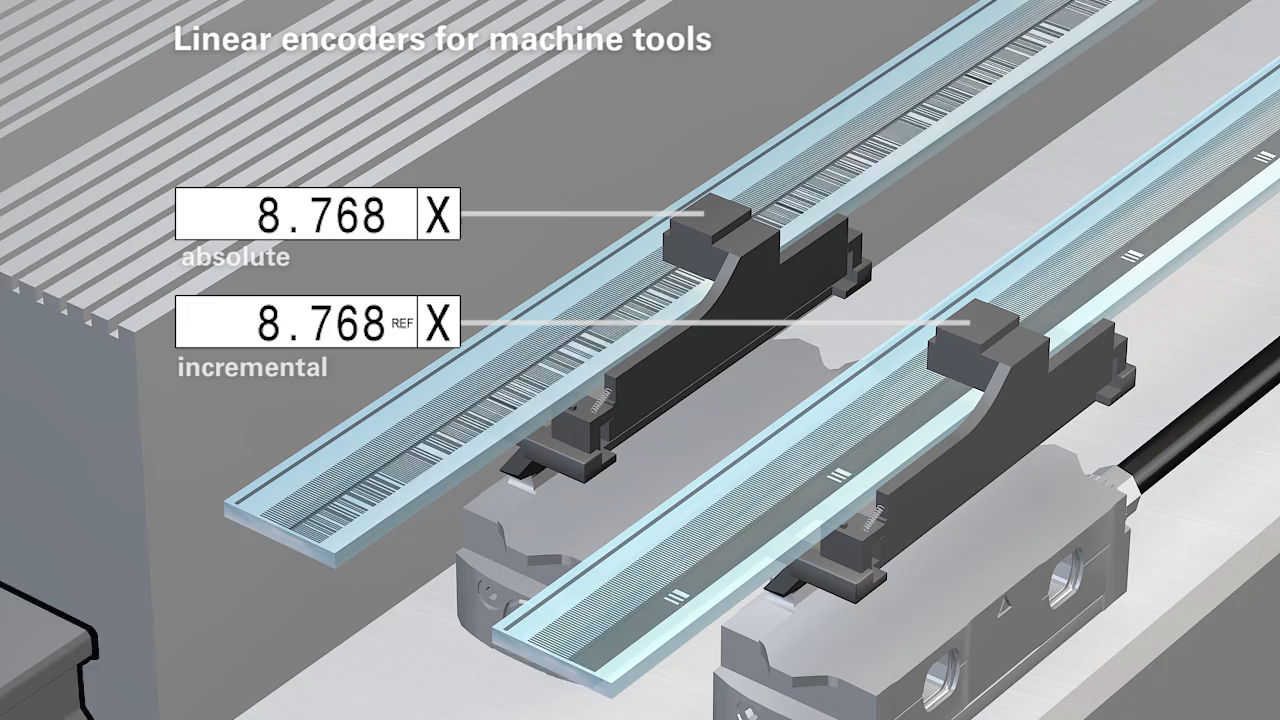 Linear encoders for machine tools
8.768 X
absolute
8.768 REF X
incremental